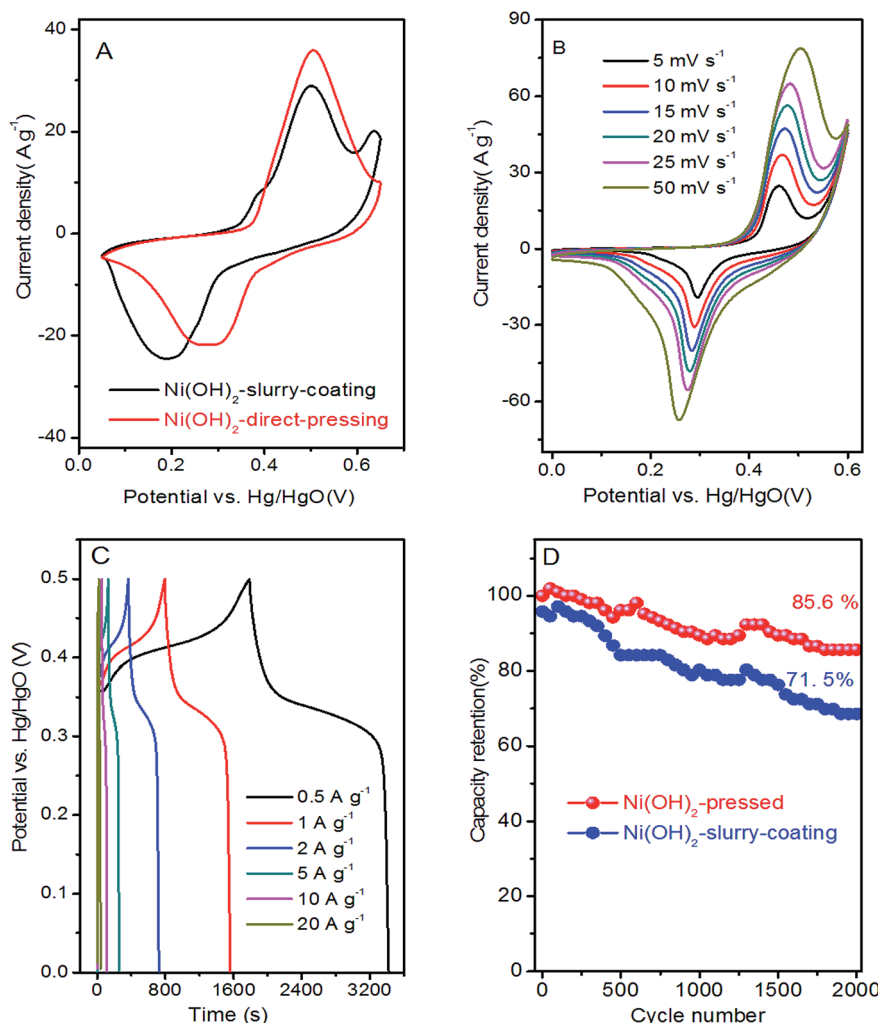 A
Current density( A g-1)
40
20
0
-20
-40
Ni(OH)2-slurry-coating
Ni(OH)2-direct-pressing
0.0
0.2
0.4
0.6
Potential vs. Hg/HgO(V)
B
Current density( A g-1)
90
60
30
0
-30
-60
5 mV s-1
10 mV s-1
15 mV s-1
20 mV s-1
25 mV s-1
50 mV s-1
0.0
0.2
0.4
0.6
Potential vs. Hg/HgO(V)
C
Potential vs. Hg/HgO (V)
0.5
0.4
0.3
0.2
0.1
0.0
0.5 A g-1
1 A g-1
2 A g-1
5 A g-1
10 A g-1
20 A g-1
0
800
1600
2400
3200
Time (s)
D
Capacity retention(%)
100
80
60
40
20
0
85.6 %
71. 5%
Ni(OH)2-pressed
Ni(OH)2-slurry-coating
0
500
1000
1500
2000
Cycle number